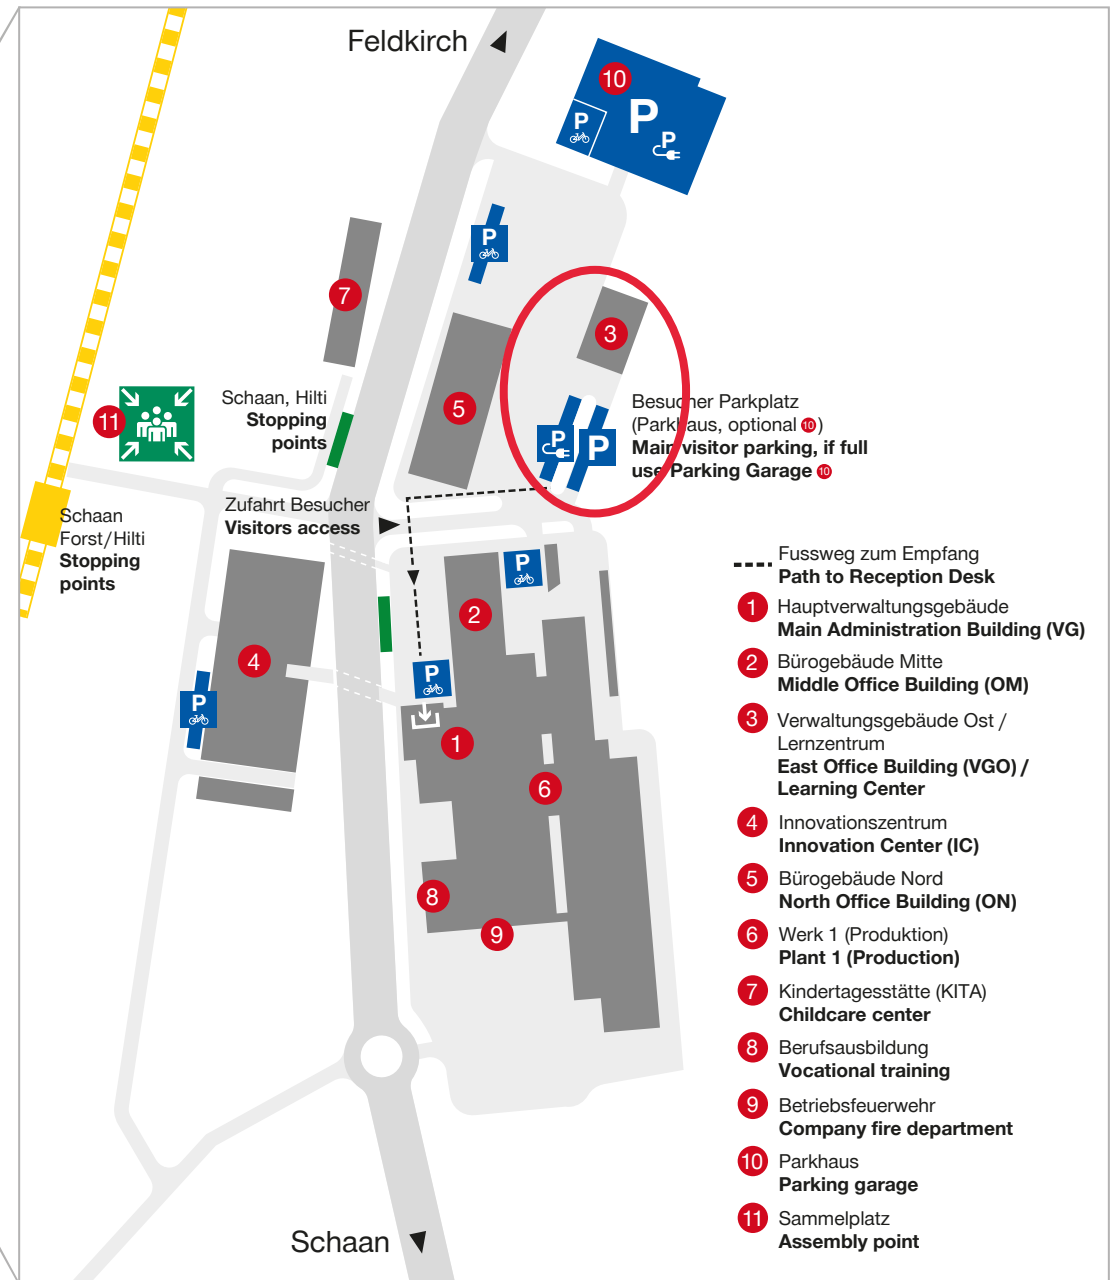 Feldkirch
10
P
P
P
P
7
3
5
11
Schaan, Hilti
Stopping
points
Besucher Parkplatz
(Parkhaus, optional 10)
Main visitor parking, if full
use Parking Garage 10
P
P
Zufahrt Besucher
Visitors access
Schaan
Forst/Hilti
Stopping
points
P
2
4
P
P
1
6
8
9
Schaan
Fussweg zum Empfang
Path to Reception Desk
1 Hauptverwaltungsgebäude
Main Administration Building (VG)
2 Bürogebäude Mitte
Middle Office Building (OM)
3 Verwaltungsgebäude Ost /
Lernzentrum
East Office Building (VGO) /
Learning Center
4 Innovationszentrum
Innovation Center (IC)
5 Bürogebäude Nord
North Office Building (ON)
6 Werk 1 (Produktion)
Plant 1 (Production)
7 Kindertagesstätte (KITA)
Childcare center
8 Berufsausbildung
Vocational training
9 Betriebsfeuerwehr
Company fire department
10 Parkhaus
Parking garage
11 Sammelplatz
Assembly point